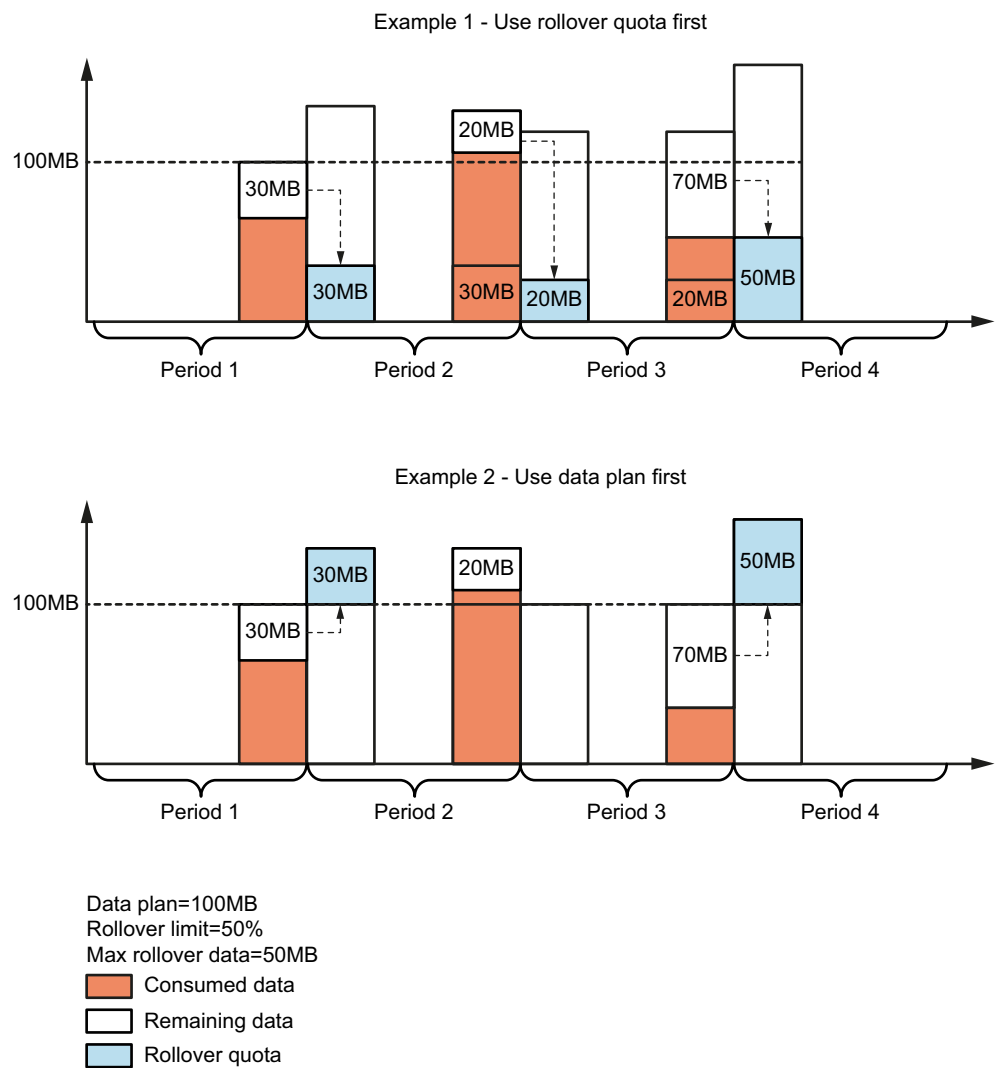 Example 1 - Use rollover quota first
100MB
30MB
30MB
20MB
30MB
20MB
70MB
20MB
50MB
Period 1
Period 2
Period 3
Period 4
Example 2 - Use data plan first
100MB
30MB
30MB
20MB
70MB
50MB
Period 1
Period 2
Period 3
Period 4
Data plan=100MB
Rollover limit=50%
Max rollover data=50MB
Consumed data
Remaining data
Rollover quota